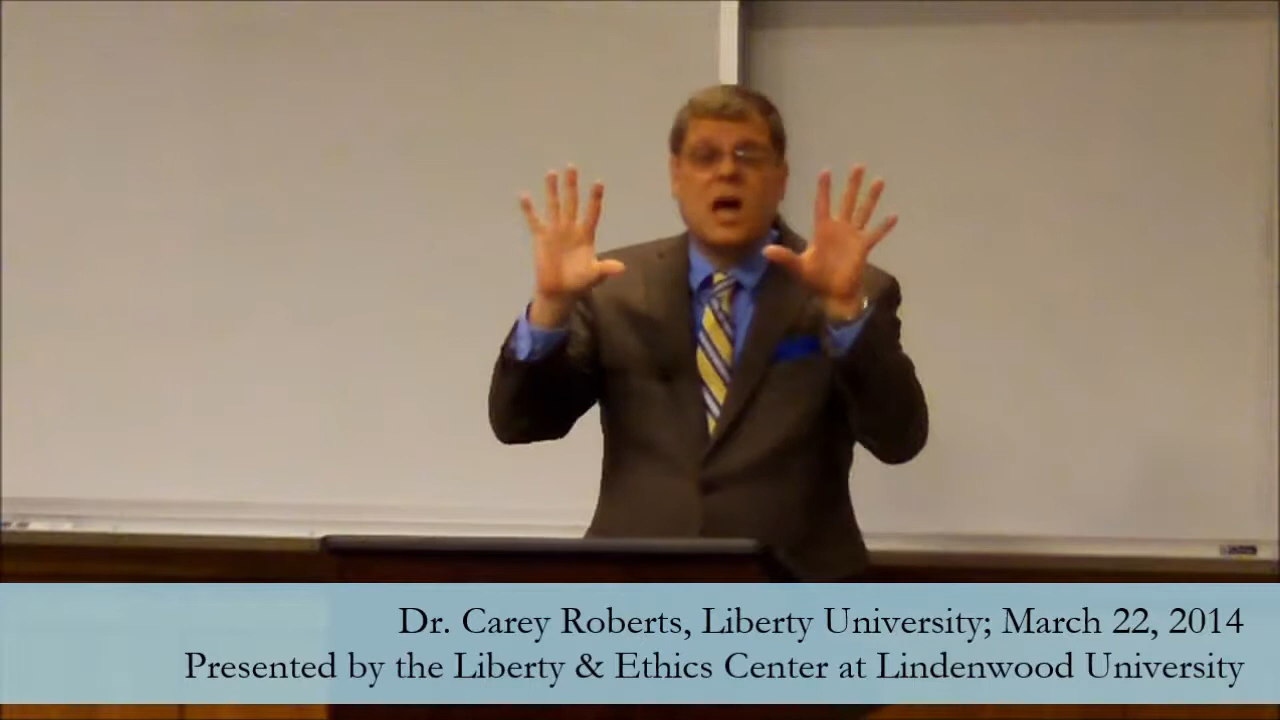 Dr. Carey Roberts, Liberty University; March 22, 2014
Presented by the Liberty & Ethics Center at Lindenwood University